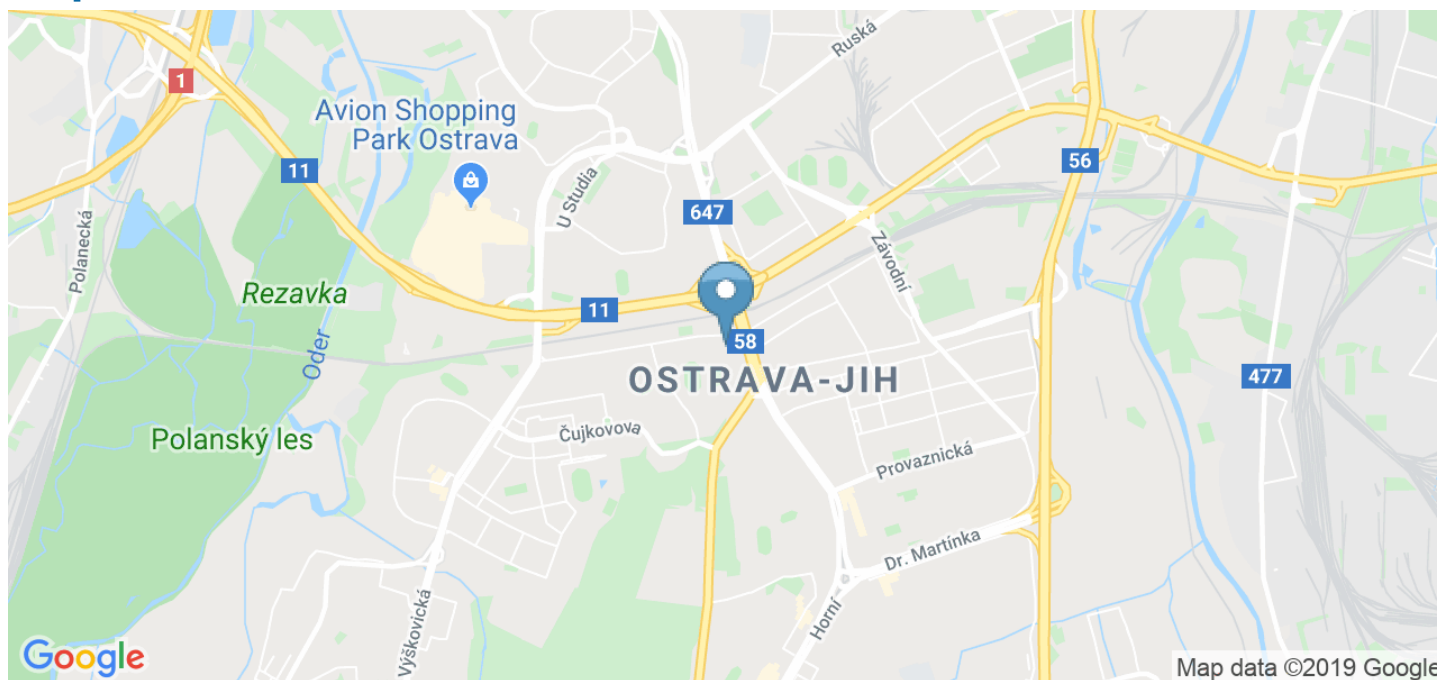 Ruská
1
Avion Shopping
Park Ostrava
11
56
U Studia
647
Polanecká
Závodní
Rezavka
Oder
11
58
OSTRAVA-JIH
477
Čujkovova
Polanský les
Provaznická
Dr. Martínka
Výškovická
Horní
Google
Map data ©2019 Google